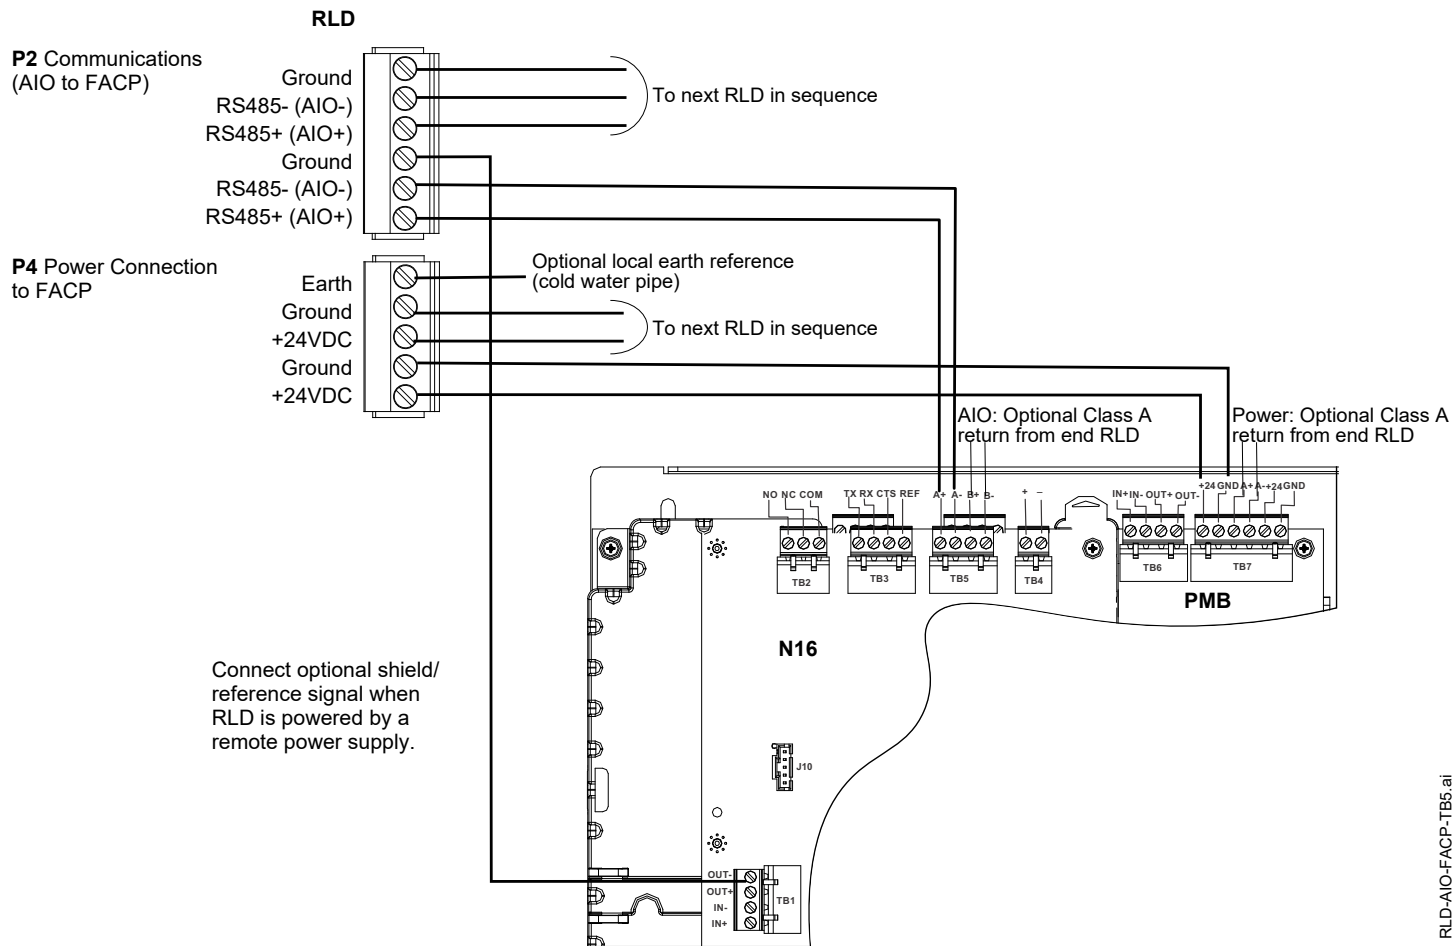 RLD
P2 Communications
(AIO to FACP)
Ground
RS485- (AIO-)
RS485+ (AIO+)
Ground
RS485- (AIO-)
RS485+ (AIO+)
To next RLD in sequence
P4 Power Connection
to FACP
Earth
Ground
+24VDC
Ground
+24VDC
Optional local earth reference
(cold water pipe)
To next RLD in sequence
AIO: Optional Class A
return from end RLD
Power: Optional Class A
return from end RLD
NO NC COM
TX RX CTS REF
A+ A- B+ B-
+ –
IN+ IN- OUT+ OUT-
+24 GND A+ A- +24 GND
TB2
TB3
TB5
TB4
TB6
TB7
PMB
N16
Connect optional shield/
reference signal when
RLD is powered by a
remote power supply.
J10
OUT-
OUT+
IN-
IN+
TB1
RLD-AIO-FACP-TB5.ai